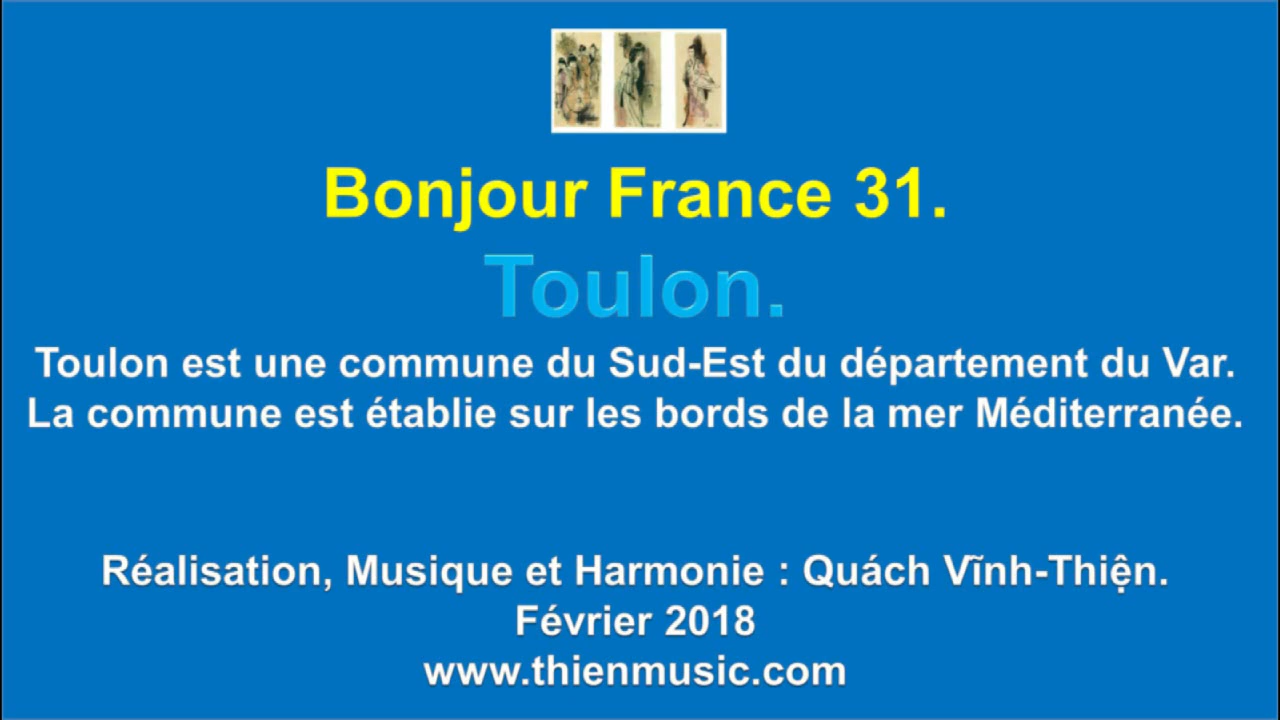 Bonjour France 31.
Toulon.
Toulon est une commune du Sud-Est du département du Var.
La commune est établie sur les bords de la mer Méditerranée.
Réalisation, Musique et Harmonie : Quách Vĩnh-Thiện.
Février 2018
www.thienmusic.com